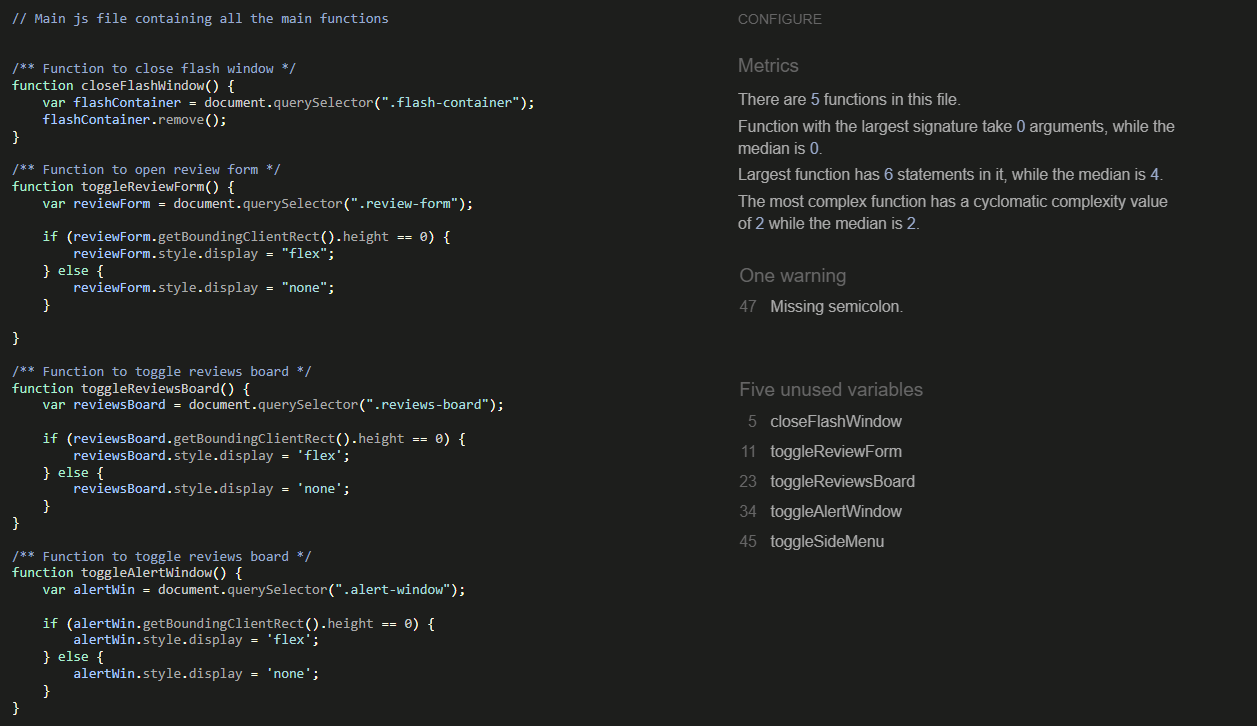 // Main js file containing all the main functions
/** Function to close flash window */
function closeFlashWindow() {
var flashContainer = document.querySelector(".flash-container");
flashContainer.remove();
}
/** Function to open review form */
function toggleReviewForm() {
var reviewForm = document.querySelector(".review-form");
if (reviewForm.getBoundingClientRect().height == 0) {
reviewForm.style.display = "flex";
} else {
reviewForm.style.display = "none";
}
}
/** Function to toggle reviews board */
function toggleReviewsBoard() {
var reviewsBoard = document.querySelector(".reviews-board");
if (reviewsBoard.getBoundingClientRect().height == 0) {
reviewsBoard.style.display = 'flex';
} else {
reviewsBoard.style.display = 'none';
}
}
/** Function to toggle reviews board */
function toggleAlertWindow() {
var alertWin = document.querySelector(".alert-window");
if (alertWin.getBoundingClientRect().height == 0) {
alertWin.style.display = 'flex';
} else {
alertWin.style.display = 'none';
}
}
CONFIGURE
Metrics
There are 5 functions in this file.
Function with the largest signature take 0 arguments, while the
median is 0.
Largest function has 6 statements in it, while the median is 4.
The most complex function has a cyclomatic complexity value
of 2 while the median is 2.
One warning
47 Missing semicolon.
Five unused variables
5 closeFlashWindow
11 toggleReviewForm
23 toggleReviewsBoard
34 toggleAlertWindow
45 toggleSideMenu